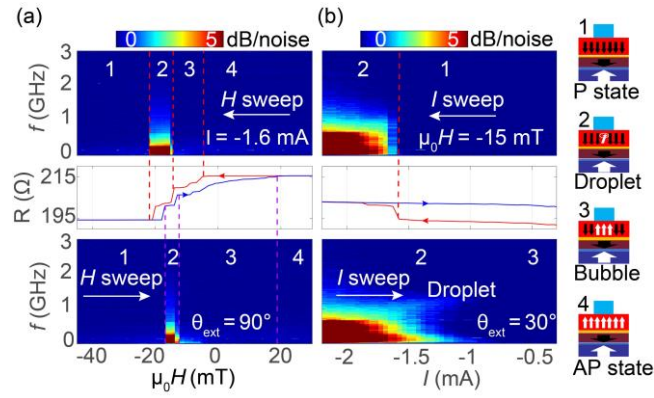 (a)
0 5 dB/noise
(b)
0 5 dB/noise
3
2
1
0
f (GHz)
1 2 3 4
H sweep
I = -1.6 mA
2 1
I sweep
μ0H = -15 mT
215
195
R (Ω)
3
2
1
0
f (GHz)
1 2 3 4
H sweep
θext = 90°
2 3
I sweep Droplet
θext = 30°
-40 -20 0 20
μ0H (mT)
-2 -1.5 -1 -0.5
I (mA)
1
P state
2
Droplet
3
Bubble
4
AP state